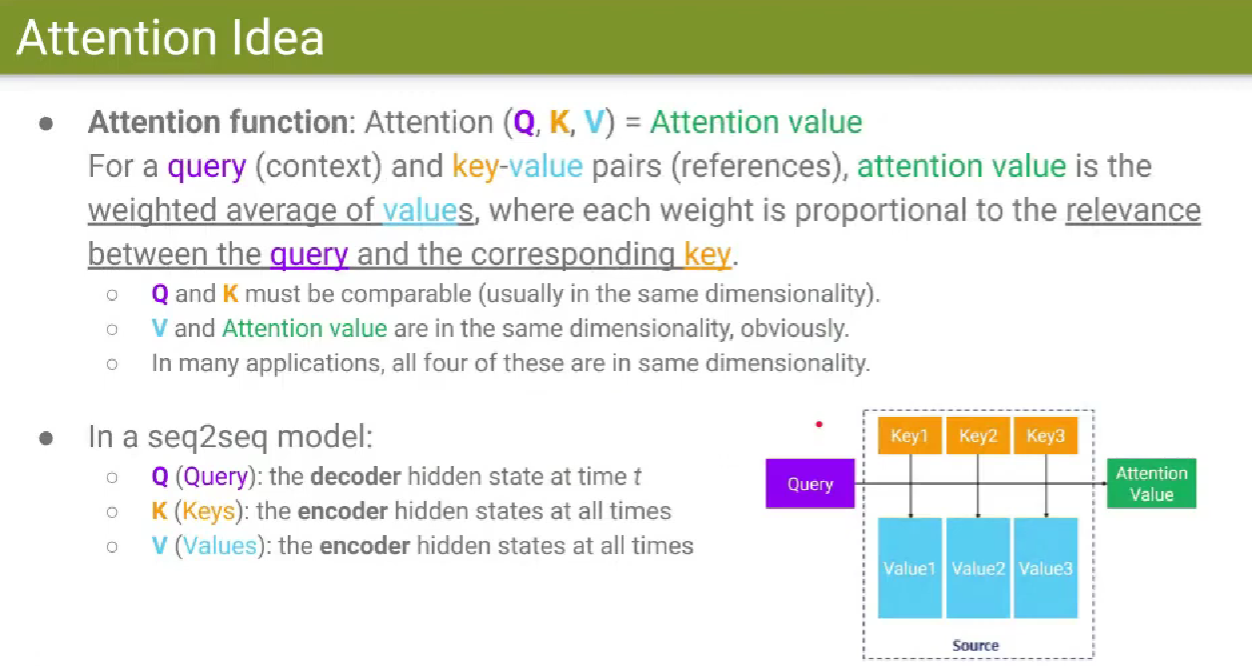 Attention Idea
● Attention function: Attention (Q, K, V) = Attention value
For a query (context) and key-value pairs (references), attention value is the
weighted average of values, where each weight is proportional to the relevance
between the query and the corresponding key.
○ Q and K must be comparable (usually in the same dimensionality).
○ V and Attention value are in the same dimensionality, obviously.
○ In many applications, all four of these are in same dimensionality.
● In a seq2seq model:
○ Q (Query): the decoder hidden state at time t
○ K (Keys): the encoder hidden states at all times
○ V (Values): the encoder hidden states at all times
Key1 Key2 Key3
Query
Attention
Value
Value1 Value2 Value3
Source